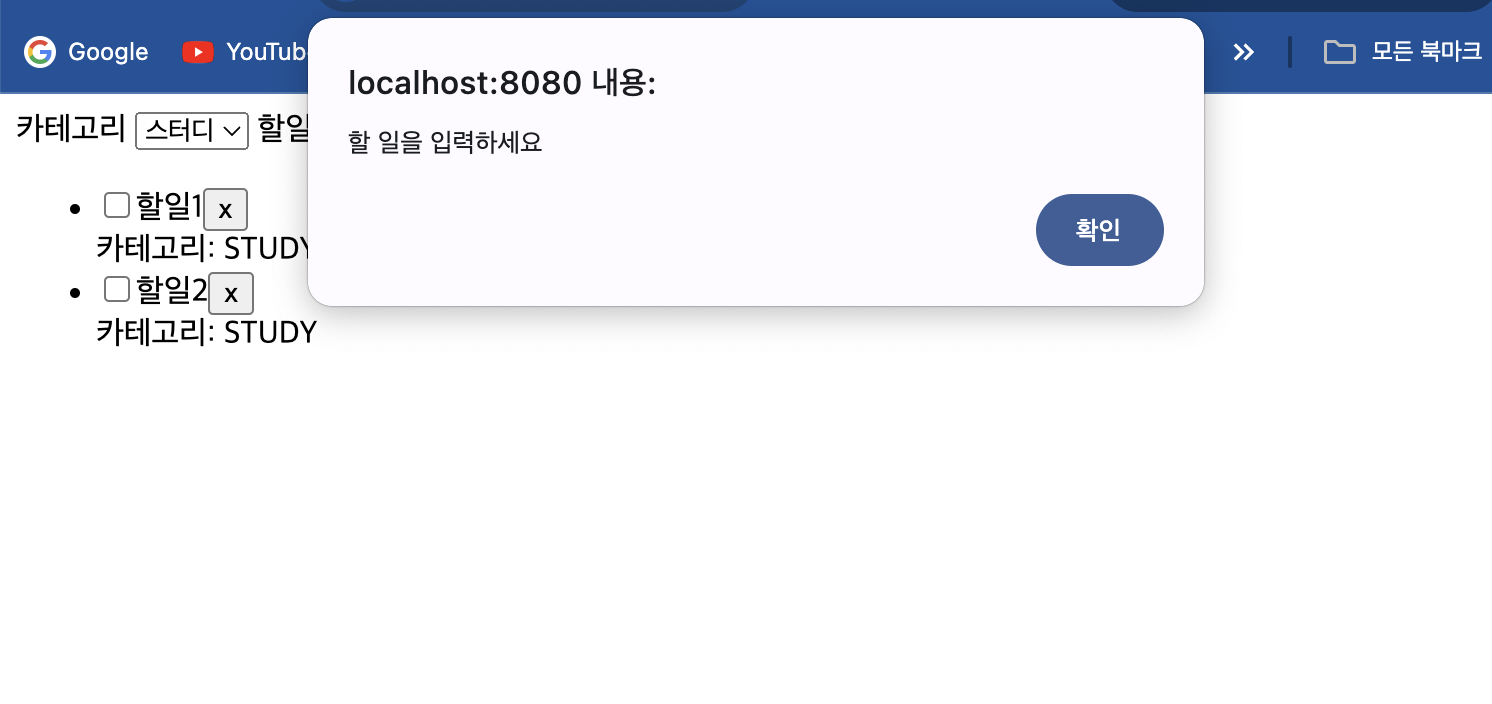 Google YouTub
모든 북마크
localhost:8080 내용:
할 일을 입력하세요
확인
카테고리 스터디 할일
할일1 x
카테고리: STUDY
할일2 x
카테고리: STUDY